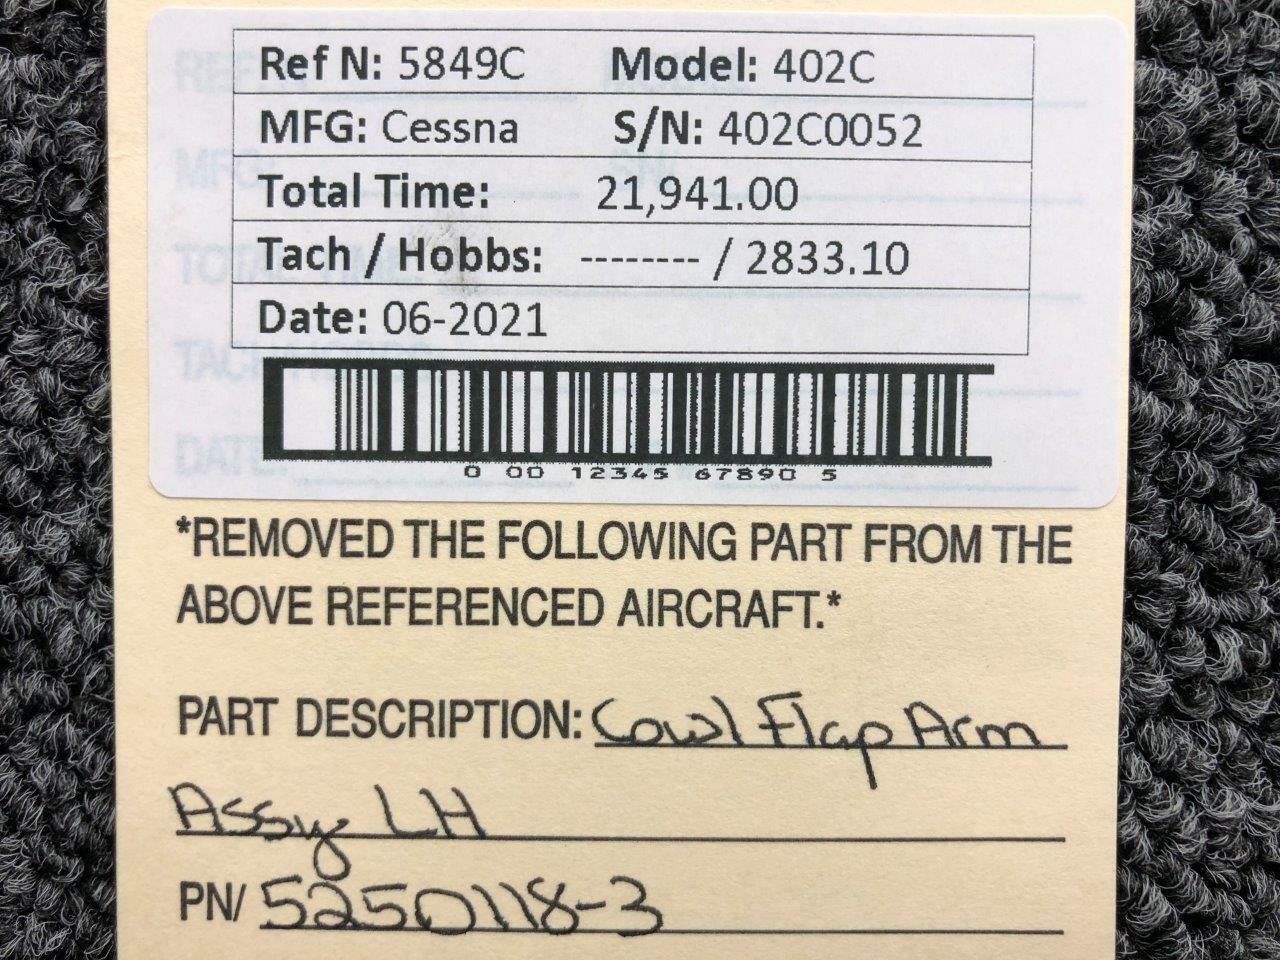 Ref N: 5849C Model: 402C
MFG: Cessna S/N: 402C0052
Total Time: 21,941.00
Tach / Hobbs: -------- / 2833.10
Date: 06-2021
0 00 12345 67890 5
*REMOVED THE FOLLOWING PART FROM THE
ABOVE REFERENCED AIRCRAFT.*
PART DESCRIPTION: Cowl Flap Arm
Assy LH
PN/ 5250118-3